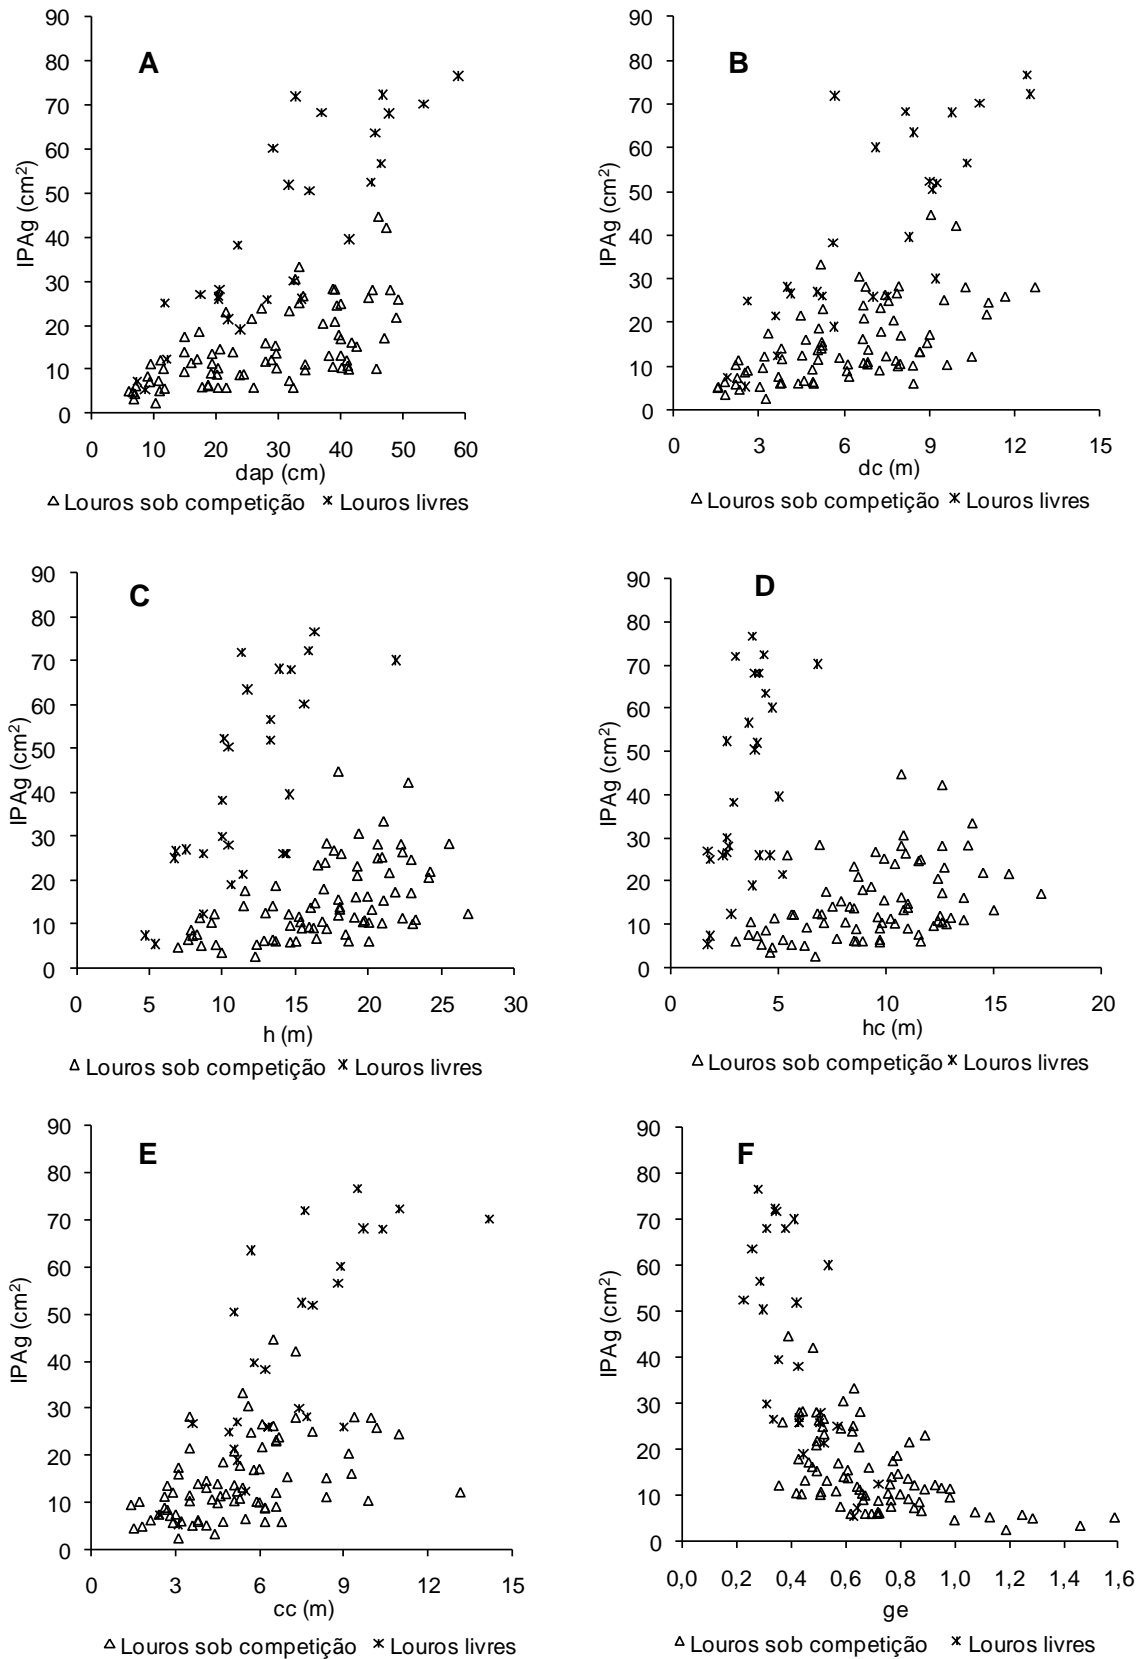 A
IPAg (cm²)
90
80
70
60
50
40
30
20
10
0
0 10 20 30 40 50 60
dap (cm)
△ Louros sob competição ж Louros livres
B
IPAg (cm²)
90
80
70
60
50
40
30
20
10
0
0 3 6 9 12 15
dc (m)
△ Louros sob competição ж Louros livres
C
IPAg (cm²)
90
80
70
60
50
40
30
20
10
0
0 5 10 15 20 25 30
h (m)
△ Louros sob competição ж Louros livres
D
IPAg (cm²)
90
80
70
60
50
40
30
20
10
0
0 5 10 15 20
hc (m)
△ Louros sob competição ж Louros livres
E
IPAg (cm²)
90
80
70
60
50
40
30
20
10
0
0 3 6 9 12 15
cc (m)
△ Louros sob competição ж Louros livres
F
IPAg (cm²)
90
80
70
60
50
40
30
20
10
0
0,0 0,2 0,4 0,6 0,8 1,0 1,2 1,4 1,6
ge
△ Louros sob competição ж Louros livres